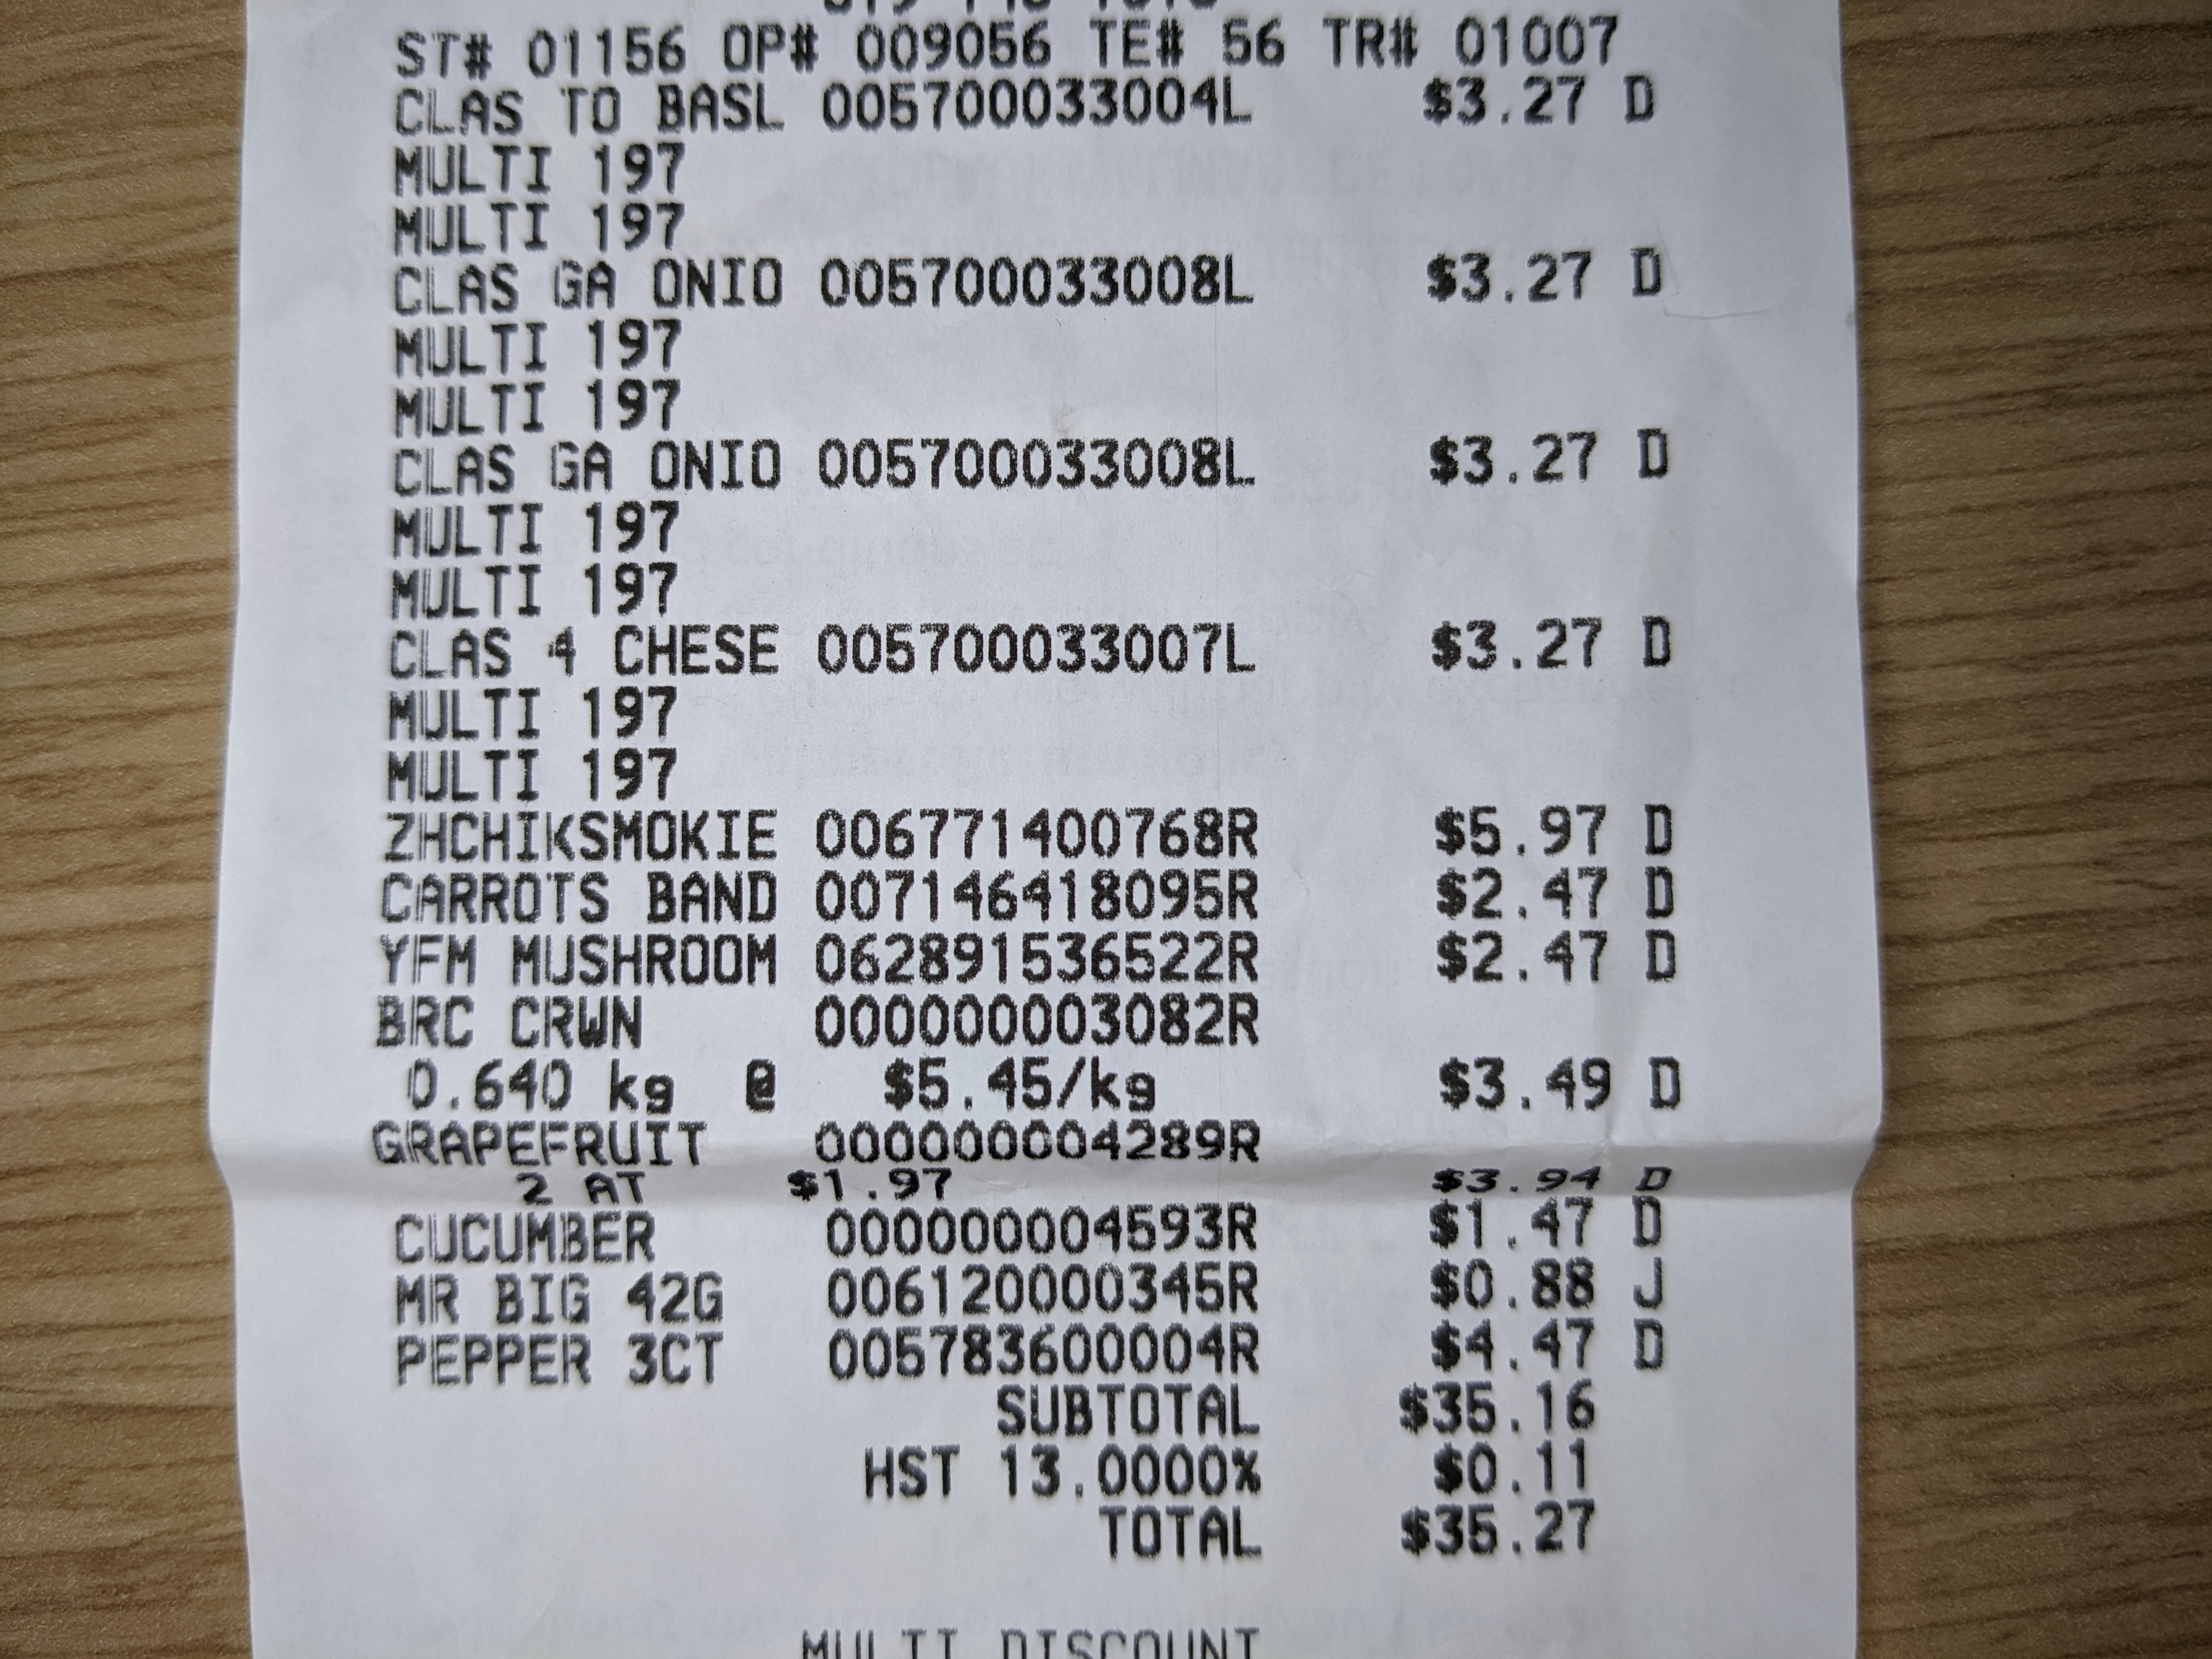 ST# 01156 OP# 009056 TE# 56 TR# 01007
CLAS TO BASL 005700033004L $3.27 D
MULTI 197
MULTI 197
CLAS GA ONIO 005700033008L $3.27 D
MULTI 197
MULTI 197
CLAS GA ONIO 005700033008L $3.27 D
MULTI 197
MULTI 197
CLAS 4 CHESE 005700033007L $3.27 D
MULTI 197
MULTI 197
ZHCHIKSMOKIE 006771400768R $5.97 D
CARROTS BAND 007146418095R $2.47 D
YFM MUSHROOM 062891536522R $2.47 D
BRC CRWN 000000003082R
0.640 kg @ $5.45/kg $3.49 D
GRAPEFRUIT 000000004289R
2 AT $1.97 $3.94 D
CUCUMBER 000000004593R $1.47 D
MR BIG 42G 006120000345R $0.88 J
PEPPER 3CT 005783600004R $4.47 D
SUBTOTAL $35.16
HST 13.0000% $0.11
TOTAL $35.27
MULTI DISCOUNT